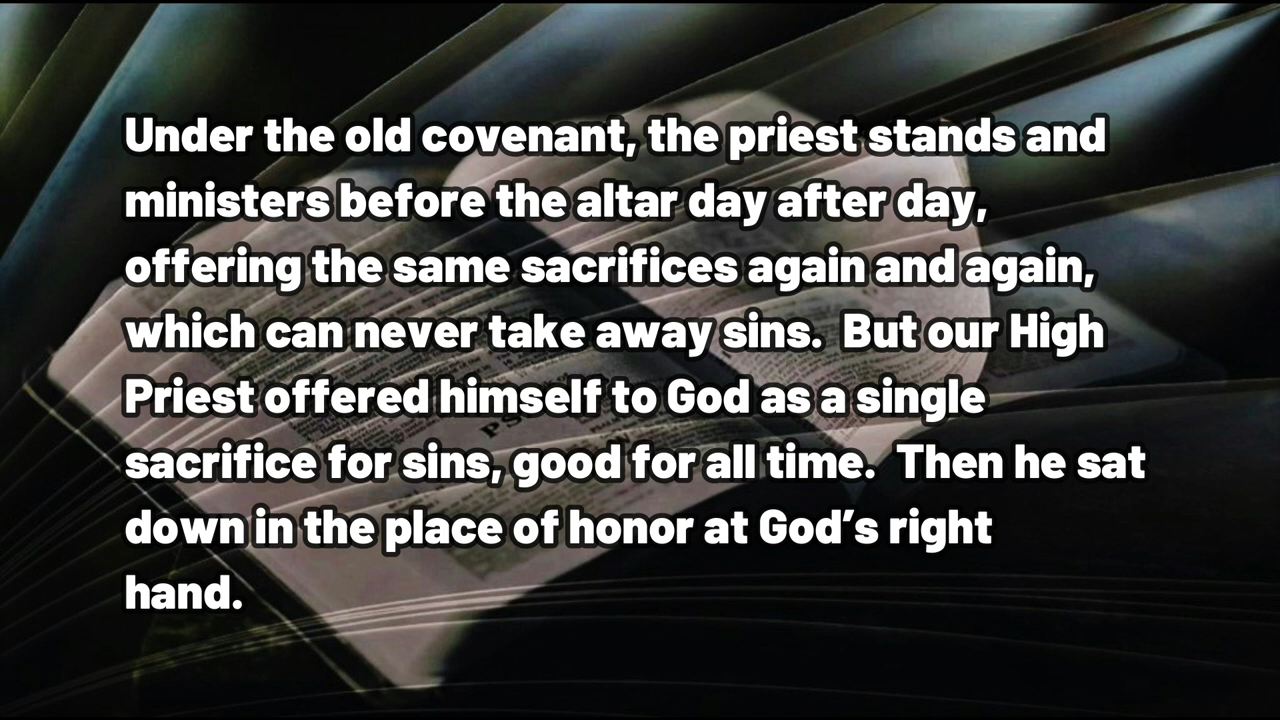 Under the old covenant, the priest stands and
ministers before the altar day after day,
offering the same sacrifices again and again,
which can never take away sins.  But our High
Priest offered himself to God as a single
sacrifice for sins, good for all time.  Then he sat
down in the place of honor at God’s right
hand.